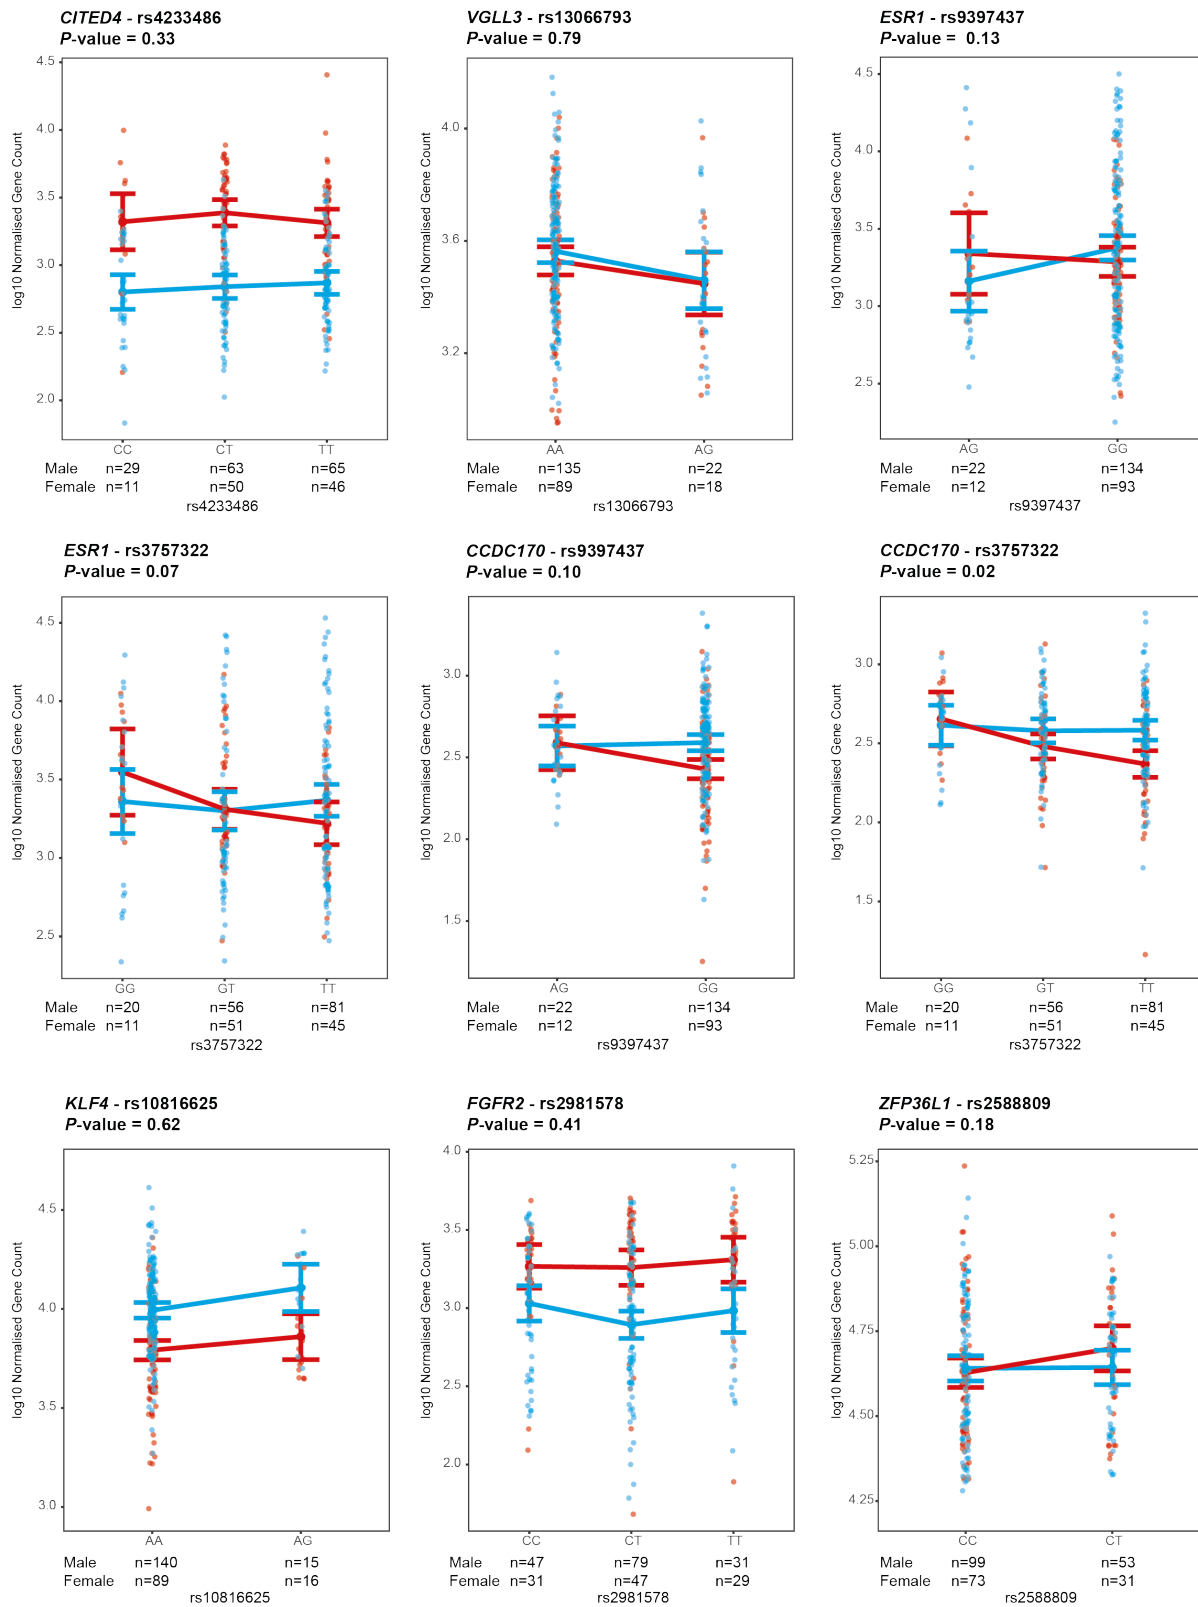 CITED4 - rs4233486
P-value = 0.33
log10 Normalised Gene Count
4.5
4.0
3.5
3.0
2.5
2.0
CC CT TT
Male n=29 n=63 n=65
Female n=11 n=50 n=46
rs4233486
VGLL3 - rs13066793
P-value = 0.79
log10 Normalised Gene Count
4.0
3.6
3.2
AA AG
n=135 n=22
n=89 n=18
rs13066793
ESR1 - rs9397437
P-value = 0.13
log10 Normalised Gene Count
4.5
4.0
3.5
3.0
2.5
AG GG
Male n=22 n=134
Female n=12 n=93
rs9397437
ESR1 - rs3757322
P-value = 0.07
log10 Normalised Gene Count
4.5
4.0
3.5
3.0
2.5
GG GT TT
Male n=20 n=56 n=81
Female n=11 n=51 n=45
rs3757322
CCDC170 - rs9397437
P-value = 0.10
log10 Normalised Gene Count
3.0
2.5
2.0
1.5
AG GG
Male n=22 n=134
Female n=12 n=93
rs9397437
CCDC170 - rs3757322
P-value = 0.02
log10 Normalised Gene Count
3.0
2.5
2.0
1.5
GG GT TT
Male n=20 n=56 n=81
Female n=11 n=51 n=45
rs3757322
KLF4 - rs10816625
P-value = 0.62
log10 Normalised Gene Count
4.5
4.0
3.5
3.0
AA AG
Male n=140 n=15
Female n=89 n=16
rs10816625
FGFR2 - rs2981578
P-value = 0.41
log10 Normalised Gene Count
4.0
3.5
3.0
2.5
2.0
CC CT TT
Male n=47 n=79 n=31
Female n=31 n=47 n=29
rs2981578
ZFP36L1 - rs2588809
P-value = 0.18
log10 Normalised Gene Count
5.25
5.00
4.75
4.50
4.25
CC CT
Male n=99 n=53
Female n=73 n=31
rs2588809